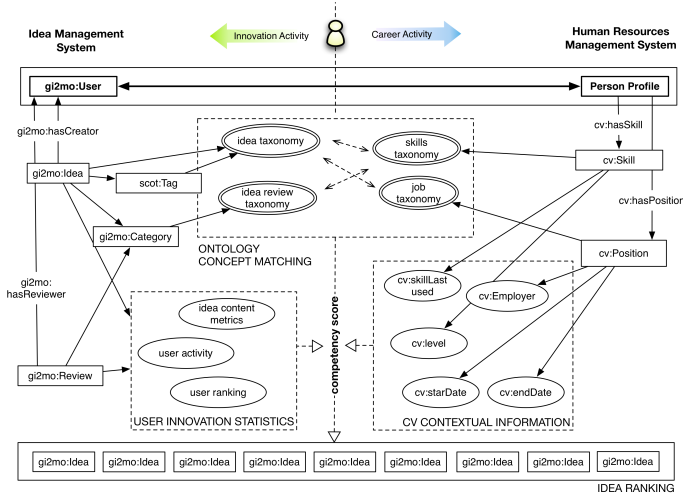 Idea Management
System
Innovation Activity
Career Activity
Human Resources
Management System
gi2mo:User
Person Profile
gi2mo:hasCreator
cv:hasSkill
idea taxonomy
skills
taxonomy
cv:Skill
gi2mo:Idea
scot:Tag
idea review
taxonomy
job
taxonomy
cv:hasPosition
gi2mo:Category
ONTOLOGY
CONCEPT MATCHING
cv:Position
gi2mo:
hasReviewer
cv:skillLast
used
cv:Employer
idea content
metrics
competency score
cv:level
user activity
gi2mo:Review
user ranking
cv:starDate
cv:endDate
USER INNOVATION STATISTICS
CV CONTEXTUAL INFORMATION
gi2mo:Idea gi2mo:Idea gi2mo:Idea gi2mo:Idea gi2mo:Idea gi2mo:Idea gi2mo:Idea gi2mo:Idea gi2mo:Idea
IDEA RANKING